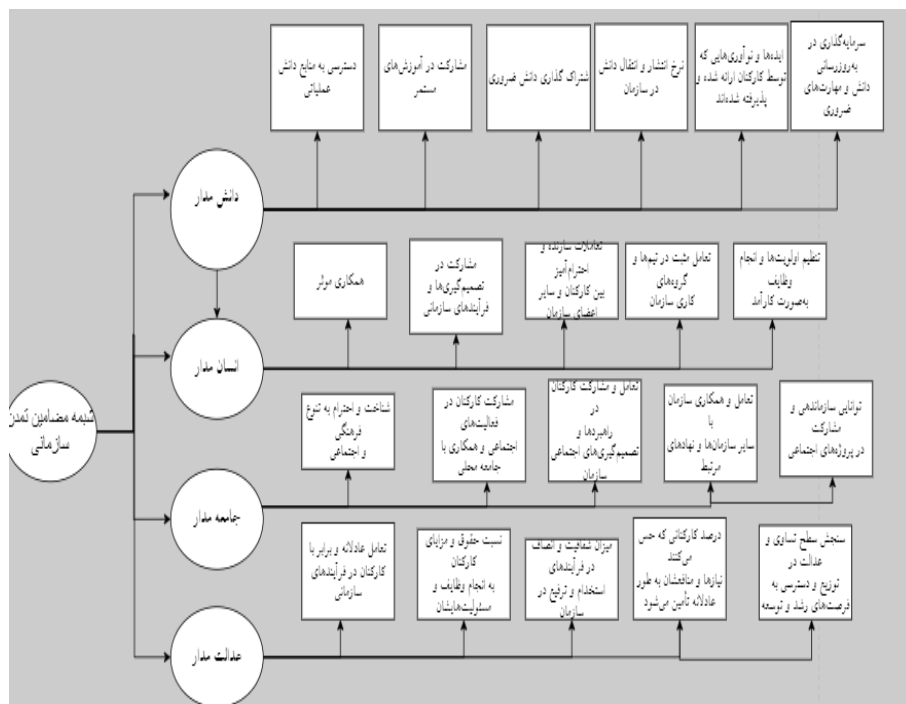 سرمایه‌گذاری در
به‌روزرسانی
دانش و مهارت‌های
ضروری
ایده‌ها و نوآوری‌هایی که
توسط کارکنان ارائه شده و
پذیرفته شده‌اند
نرخ انتشار و انتقال دانش
در سازمان
شتراک گذاری دانش ضروری
مشارکت در آموزش‌های
مستمر
دسترسی به منابع دانش
عملیاتی
دانش مدار
تنظیم اولویت‌ها و انجام
وظایف
به‌صورت کارآمد
تعامل مثبت در تیم‌ها و
گروه‌های
کاری سازمان
تعاملات سازنده و
احترام‌آمیز
بین کارکنان و سایر
اعضای سازمان
مشارکت در
تصمیم‌گیری‌ها و
فرآیندهای سازمانی
همکاری موثر
انسان مدار
توانایی سازماندهی و
مشارکت
در پروژه‌های اجتماعی
تعامل و همکاری سازمان
با
سایر سازمان‌ها و نهادهای
مرتبط
تعامل و مشارکت کارکنان
در
راهبردها و
تصمیم‌گیری‌های اجتماعی
سازمان
مشارکت کارکنان در
فعالیت‌های
اجتماعی و همکاری با
جامعه محلی
شناخت و احترام به تنوع
فرهنگی
و اجتماعی
جامعه مدار
سنجش سطح تساوی و
عدالت در
توزیع و دسترسی به
فرصت‌های رشد و توسعه
درصد کارکنانی که حس
می‌کنند
نیازها و منافعشان به طور
عادلانه تأمین می‌شود
میزان شفافیت و انصاف
در فرآیندهای
استخدام و ترفیع در
سازمان
نسبت حقوق و مزایای
کارکنان
به انجام وظایف و
مسئولیت‌هایشان
تعامل عادلانه و برابر با
کارکنان در فرآیندهای
سازمانی
عدالت مدار
مضامین تمدن
سازمانی